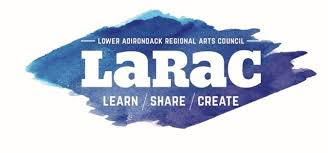 LOWER ADIRONDACK REGIONAL ARTS COUNCIL
LaRaC
LEARN / SHARE / CREATE